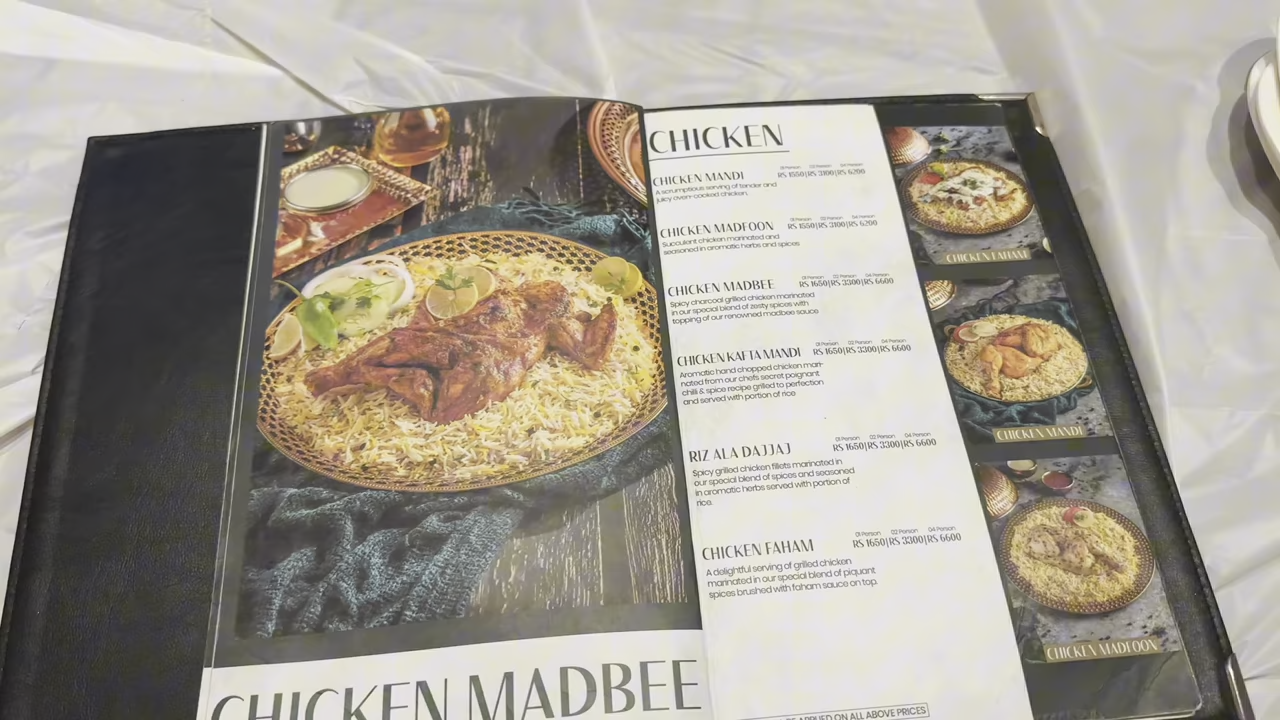 CHICKEN MADBEE
CHICKEN
CHICKEN MANDI
01 Person 02 Person 04 Person
RS 1550|RS 3100|RS 6200
A scrumptious serving of tender and
juicy oven-cooked chicken.
CHICKEN MADFOON
01 Person 02 Person 04 Person
RS 1550|RS 3100|RS 6200
Succulent chicken marinated and
seasoned in aromatic herbs and spices
CHICKEN MADBEE
01 Person 02 Person 04 Person
RS 1650|RS 3300|RS 6600
Spicy charcoal grilled chicken marinated
in our special blend of zesty spices with
topping of our renowned madbee sauce
CHICKEN KAFTA MANDI
01 Person 02 Person 04 Person
RS 1650|RS 3300|RS 6600
Aromatic hand chopped chicken mari-
nated from our chefs secret poignant
chilli & spice recipe grilled to perfection
and served with portion of rice
RIZ ALA DAJJAJ
01 Person 02 Person 04 Person
RS 1650|RS 3300|RS 6600
Spicy grilled chicken fillets marinated in
our special blend of spices and seasoned
in aromatic herbs served with portion of
rice.
CHICKEN FAHAM
01 Person 02 Person 04 Person
RS 1650|RS 3300|RS 6600
A delightful serving of grilled chicken
marinated in our special blend of piquant
spices brushed with faham sauce on top.
BE APPLIED ON ALL ABOVE PRICES
CHICKEN FAHAM
CHICKEN MANDI
CHICKEN MADFOON